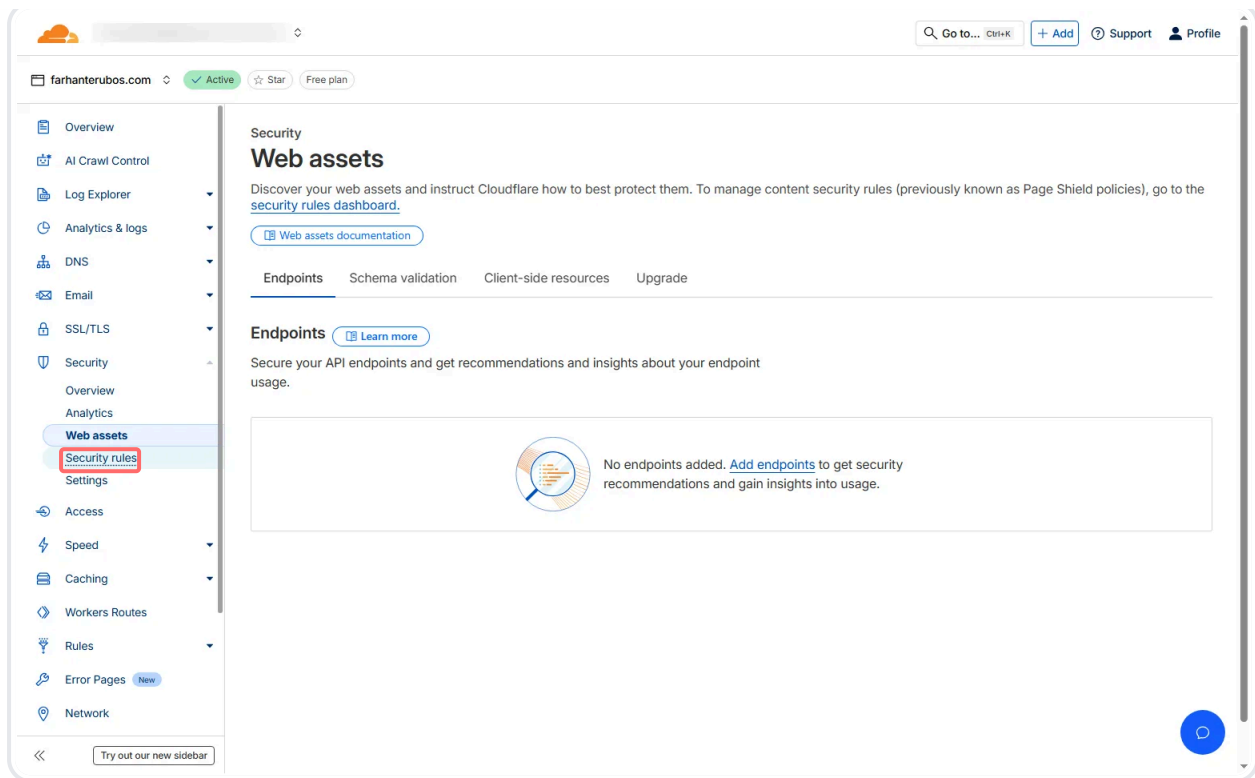 Go to... Ctrl+K
+ Add
Support
Profile
farhanterubos.com
Active
Star
Free plan
Overview
AI Crawl Control
Log Explorer
Analytics & logs
DNS
Email
SSL/TLS
Security
Overview
Analytics
Web assets
Security rules
Settings
Access
Speed
Caching
Workers Routes
Rules
Error Pages New
Network
Try out our new sidebar
Security
Web assets
Discover your web assets and instruct Cloudflare how to best protect them. To manage content security rules (previously known as Page Shield policies), go to the
security rules dashboard.
Web assets documentation
Endpoints
Schema validation
Client-side resources
Upgrade
Endpoints
Learn more
Secure your API endpoints and get recommendations and insights about your endpoint
usage.
No endpoints added. Add endpoints to get security
recommendations and gain insights into usage.